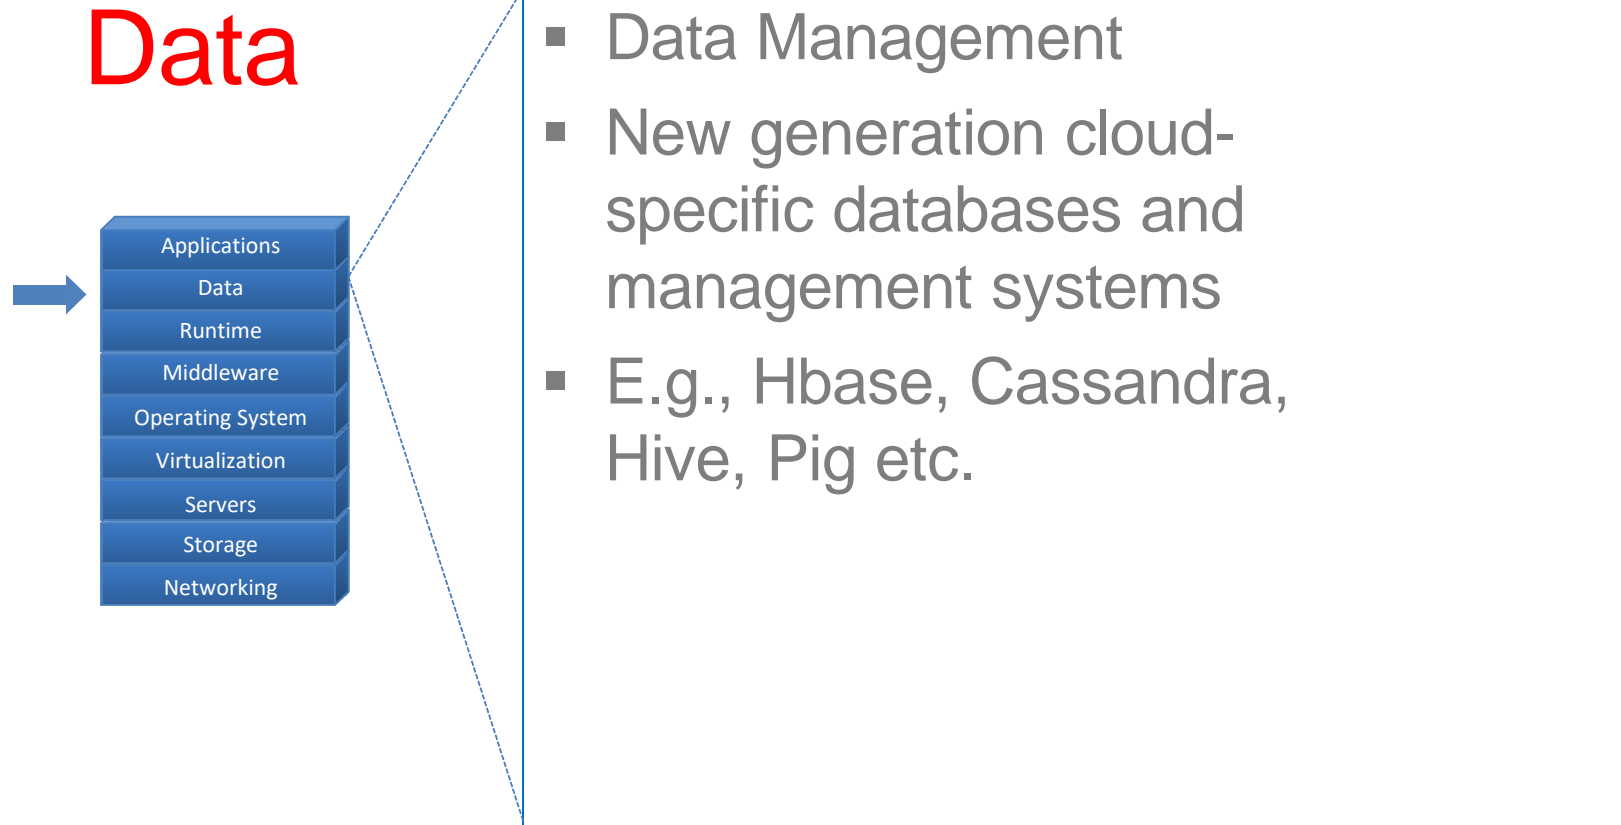 Data
Applications
Data
Runtime
Middleware
Operating System
Virtualization
Servers
Storage
Networking
▪ Data Management
▪ New generation cloud-
specific databases and
management systems
▪ E.g., Hbase, Cassandra,
Hive, Pig etc.